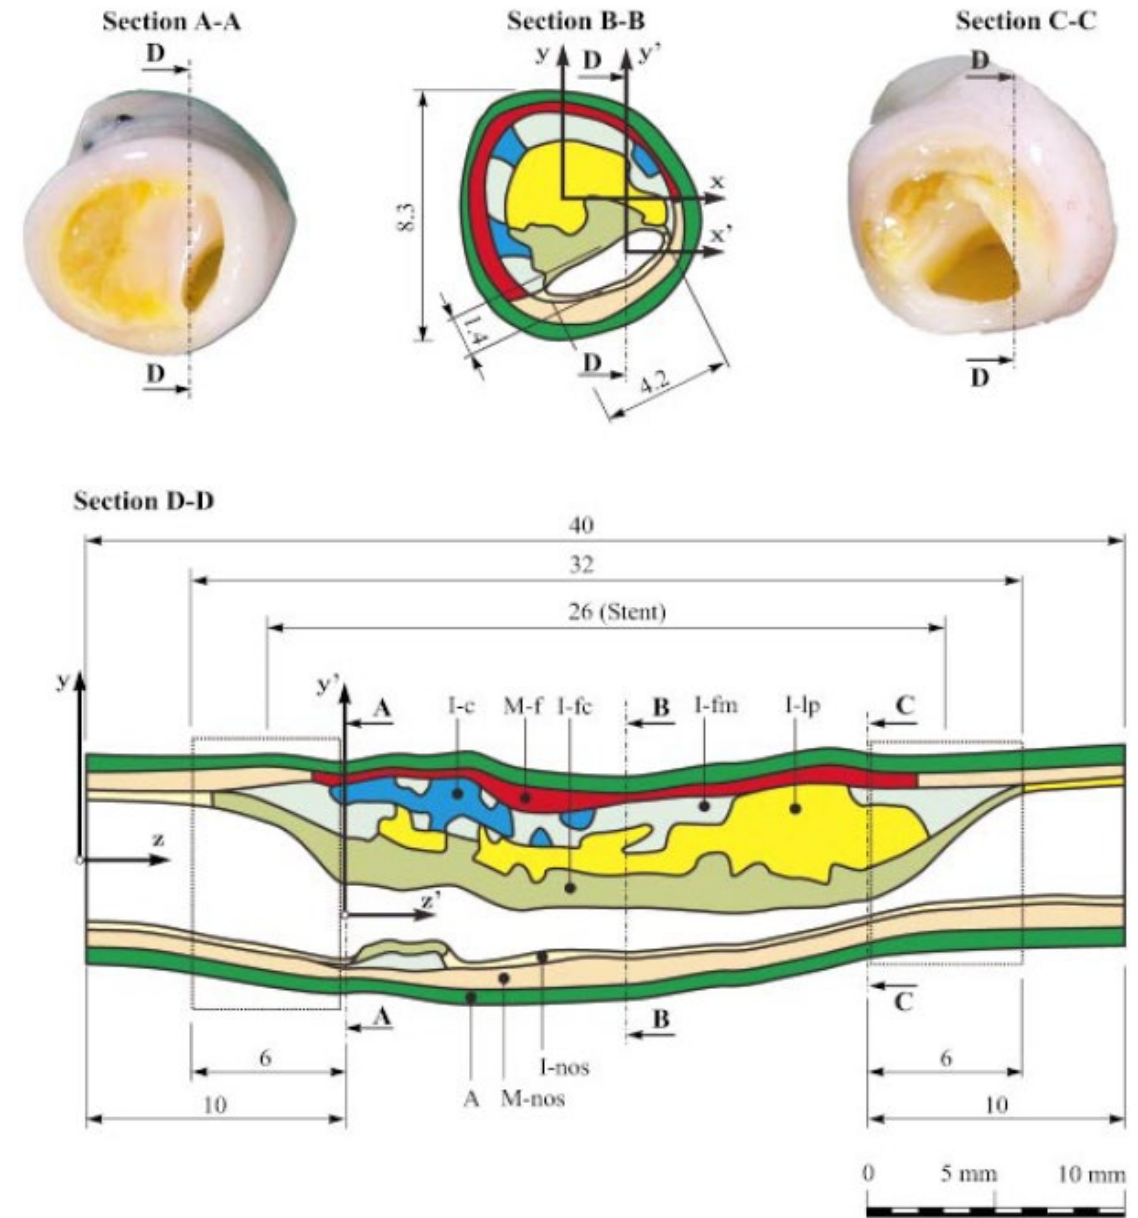 Section A-A
Section B-B
Section C-C
D
y D y'
D
8.3
x
x'
1.4
D
D
4.2
D
Section D-D
40
32
26 (Stent)
y
y'
A I-c M-f I-fc B I-fm I-lp C
z
z'
A B C
I-nos
6 6
A M-nos
10 10
0 5 mm 10 mm